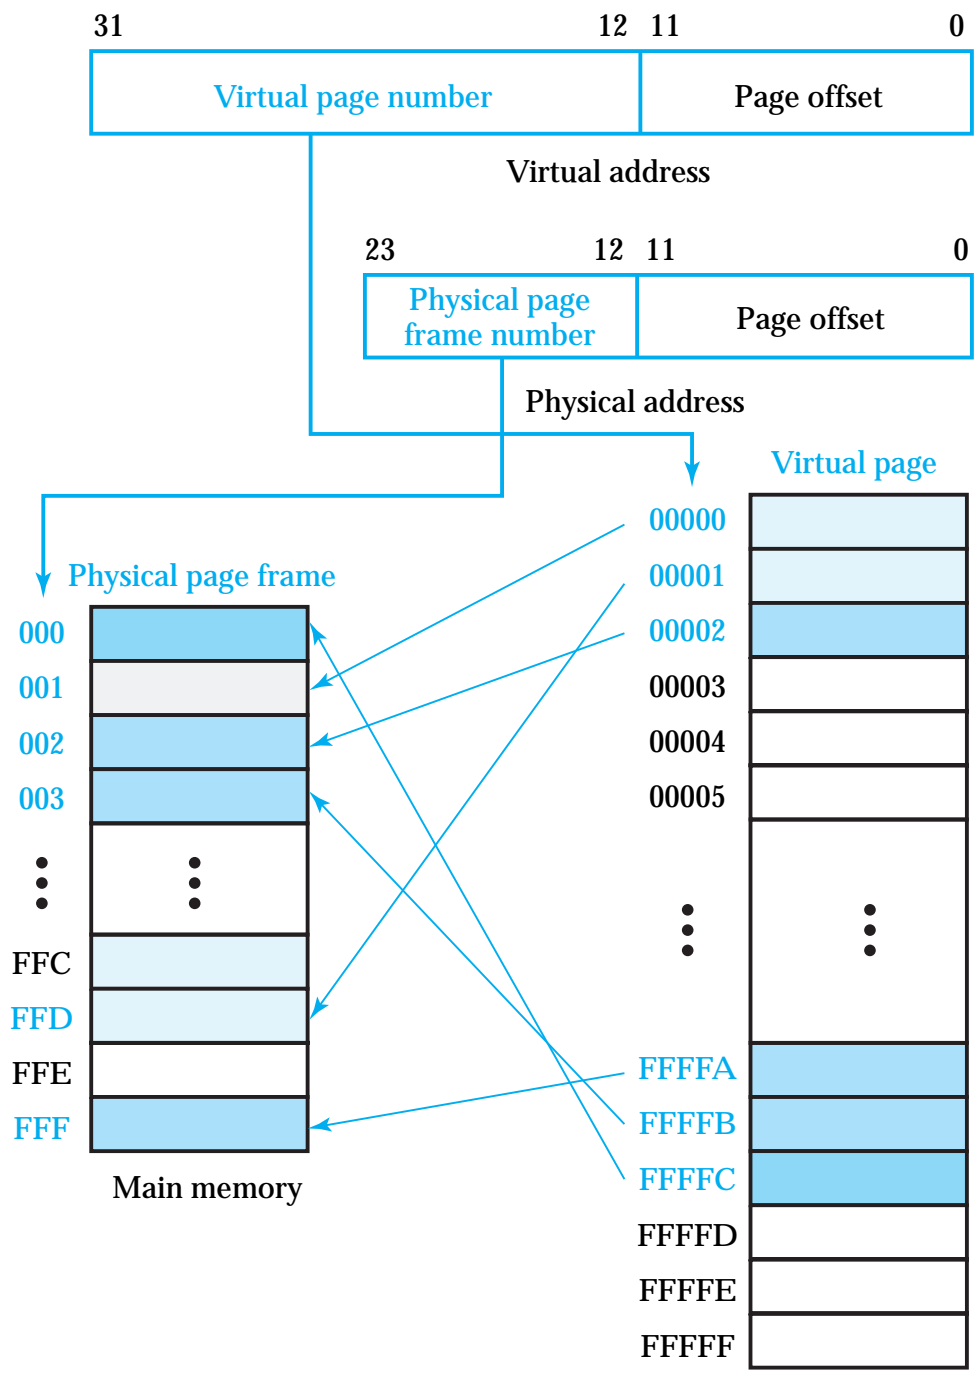 31 12 11 0
Virtual page number Page offset
Virtual address
23 12 11 0
Physical page
frame number
Page offset
Physical address
Virtual page
00000
00001
00002
00003
00004
00005
FFFFA
FFFFB
FFFFC
FFFFD
FFFFE
FFFFF
Physical page frame
000
001
002
003
FFC
FFD
FFE
FFF
Main memory